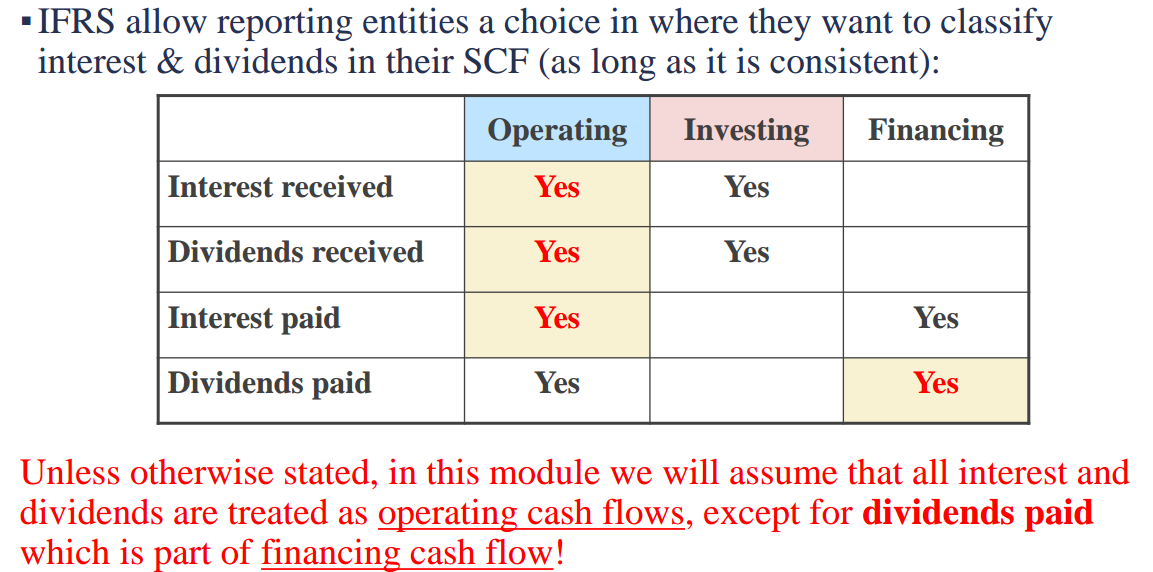 ▪ IFRS allow reporting entities a choice in where they want to classify
interest & dividends in their SCF (as long as it is consistent):
Operating Investing Financing
Interest received Yes Yes
Dividends received Yes Yes
Interest paid Yes Yes
Dividends paid Yes Yes
Unless otherwise stated, in this module we will assume that all interest and
dividends are treated as operating cash flows, except for dividends paid
which is part of financing cash flow!